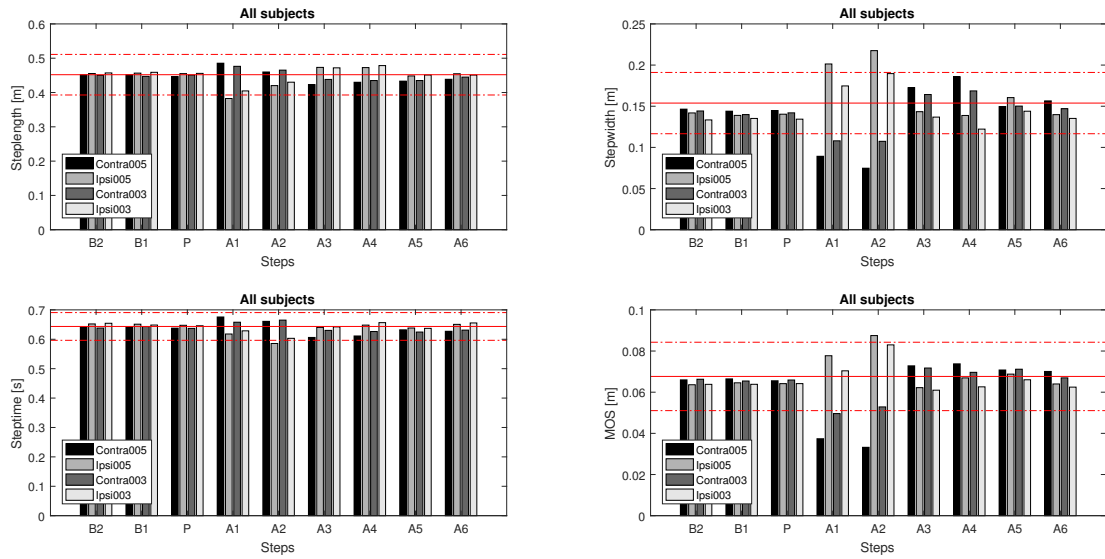 All subjects
0.6
0.5
0.4
0.3
0.2
0.1
0
Steplength [m]
Contra005
Ipsi005
Contra003
Ipsi003
B2 B1 P A1 A2 A3 A4 A5 A6
Steps
All subjects
0.25
0.2
0.15
0.1
0.05
0
Stepwidth [m]
Contra005
Ipsi005
Contra003
Ipsi003
B2 B1 P A1 A2 A3 A4 A5 A6
Steps
All subjects
0.7
0.6
0.5
0.4
0.3
0.2
0.1
0
Steptime [s]
Contra005
Ipsi005
Contra003
Ipsi003
B2 B1 P A1 A2 A3 A4 A5 A6
Steps
All subjects
0.1
0.08
0.06
0.04
0.02
0
MOS [m]
Contra005
Ipsi005
Contra003
Ipsi003
B2 B1 P A1 A2 A3 A4 A5 A6
Steps